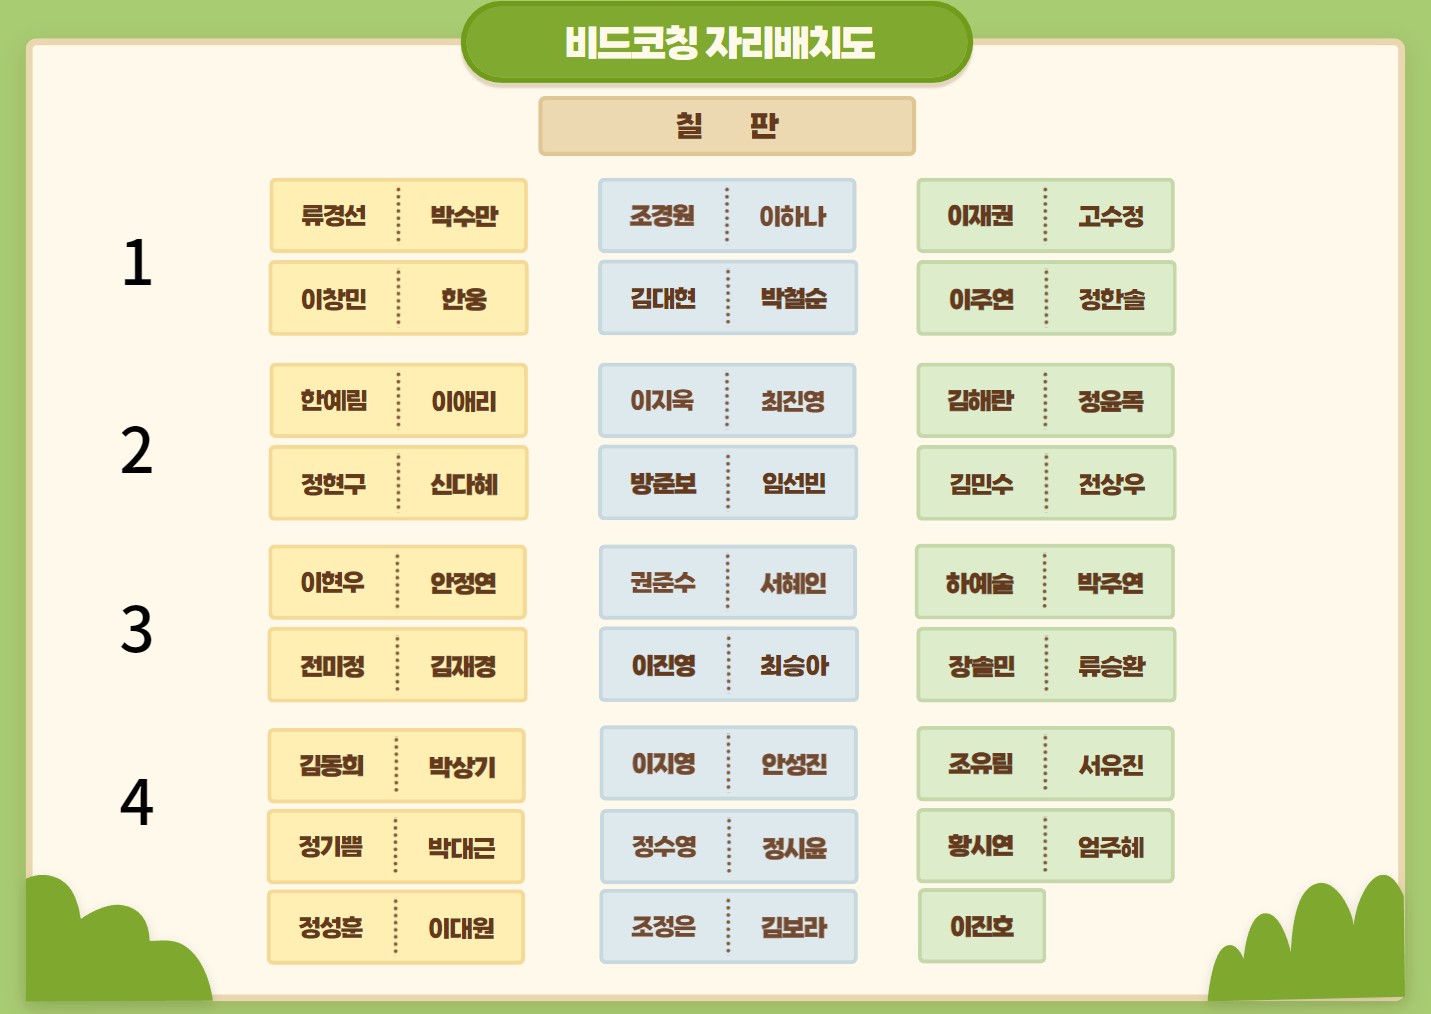 비드코칭 자리배치도
칠 판
1
류경선 박수만 조경원 이하나 이재권 고수정
이창민 한웅 김대현 박철순 이주연 정한솔
2
한예림 이애리 이지욱 최진영 김해란 정윤목
정현구 신다혜 방준보 임선빈 김민수 전상우
3
이현우 안정연 권준수 서혜인 하예술 박주연
전미정 김재경 이진영 최승아 장솔민 류승환
4
김동희 박상기 이지영 안성진 조유림 서유진
정기쁨 박대근 정수영 정시윤 황시연 엄주혜
정성훈 이대원 조정은 김보라 이진호